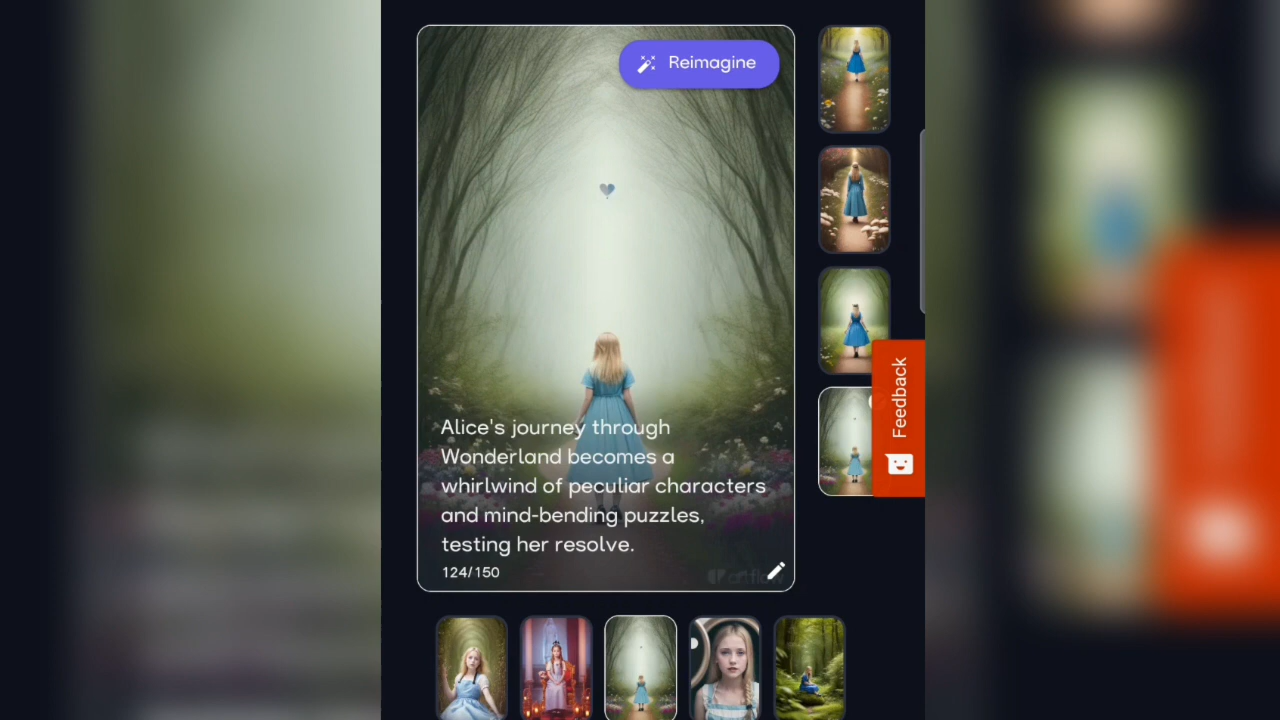 Reimagine
Alice's journey through
Wonderland becomes a
whirlwind of peculiar characters
and mind-bending puzzles,
testing her resolve.
124/150
artflow
Feedback